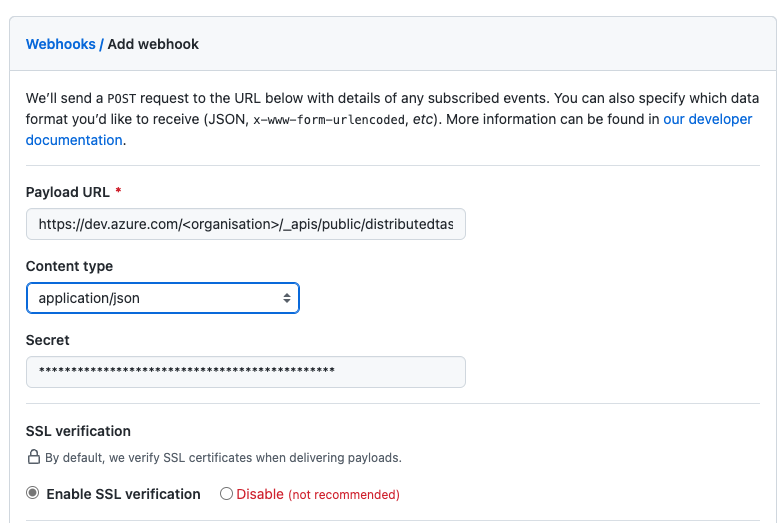 Webhooks / Add webhook
We'll send a POST request to the URL below with details of any subscribed events. You can also specify which data
format you'd like to receive (JSON, x-www-form-urlencoded, etc). More information can be found in our developer
documentation.
Payload URL *
https://dev.azure.com/<organisation>/_apis/public/distributedtas
Content type
application/json
Secret
**********************************************
SSL verification
By default, we verify SSL certificates when delivering payloads.
Enable SSL verification Disable (not recommended)